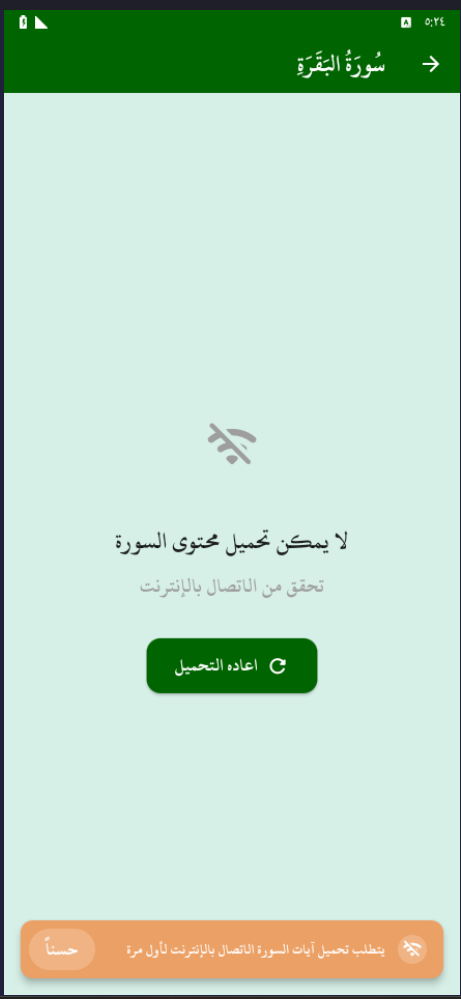 ٥:٢٤
A
سُورَةُ البَقَرَةِ
لا يمكن تحميل محتوى السورة
تحقق من الاتصال بالإنترنت
اعاده التحميل
يتطلب تحميل آيات السورة الاتصال بالإنترنت لأول مرة
حسناً